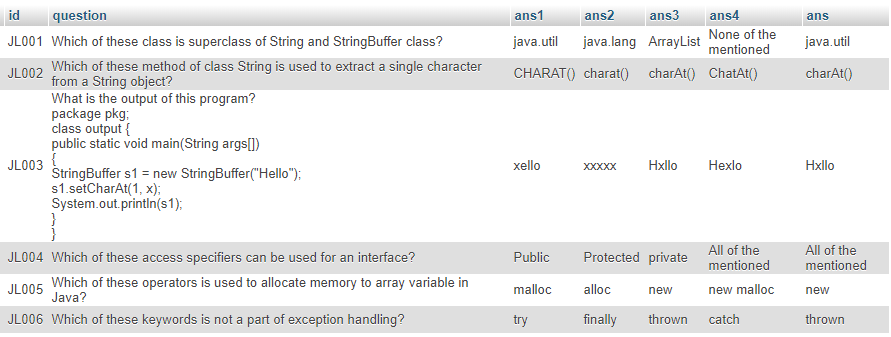 id question ans1 ans2 ans3 ans4 ans
JL001 Which of these class is superclass of String and StringBuffer class? java.util java.lang ArrayList None of the mentioned java.util
JL002 Which of these method of class String is used to extract a single character
from a String object? CHARAT() charat() charAt() ChatAt() charAt()
JL003 What is the output of this program?
package pkg;
class output {
public static void main(String args[])
{
StringBuffer s1 = new StringBuffer("Hello");
s1.setCharAt(1, x);
System.out.println(s1);
}
}
xello xxxxx Hxllo Hexlo Hxllo
JL004 Which of these access specifiers can be used for an interface? Public Protected private All of the mentioned All of the mentioned
JL005 Which of these operators is used to allocate memory to array variable in
Java? malloc alloc new new malloc new
JL006 Which of these keywords is not a part of exception handling? try finally thrown catch thrown